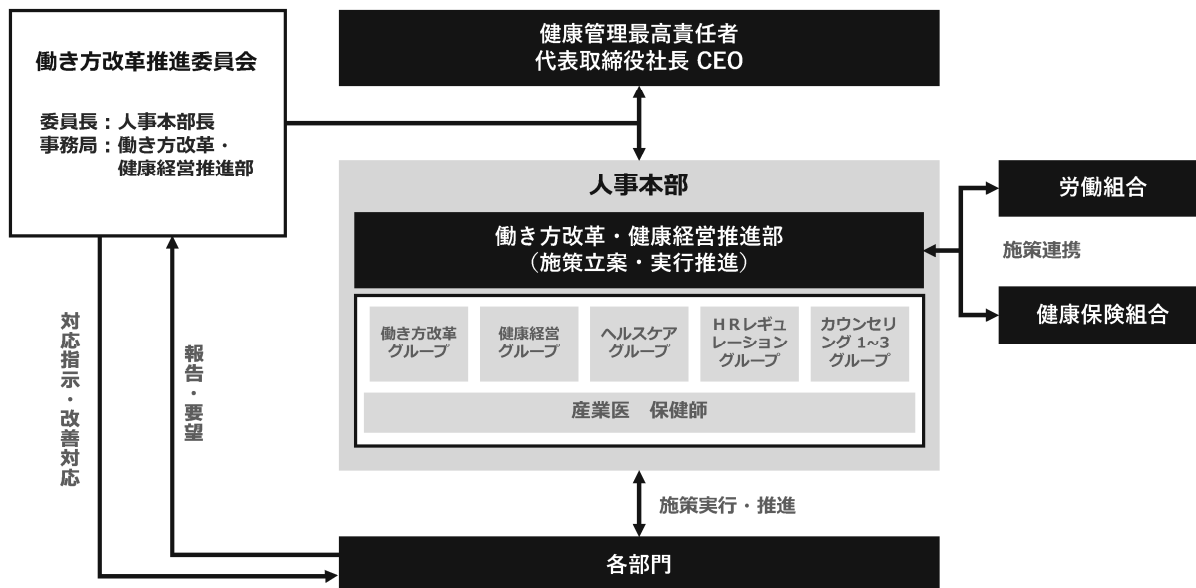 働き方改革推進委員会
委員長：人事本部長
事務局：働き方改革・
健康経営推進部
健康管理最高責任者
代表取締役社長 CEO
人事本部
働き方改革・健康経営推進部
（施策立案・実行推進）
働き方改革
グループ
健康経営
グループ
ヘルスケア
グループ
ＨＲレギュ
レーション
グループ
カウンセリ
ング 1~3
グループ
産業医　保健師
労働組合
施策連携
健康保険組合
対応指示・改善対応
報告・要望
施策実行・推進
各部門